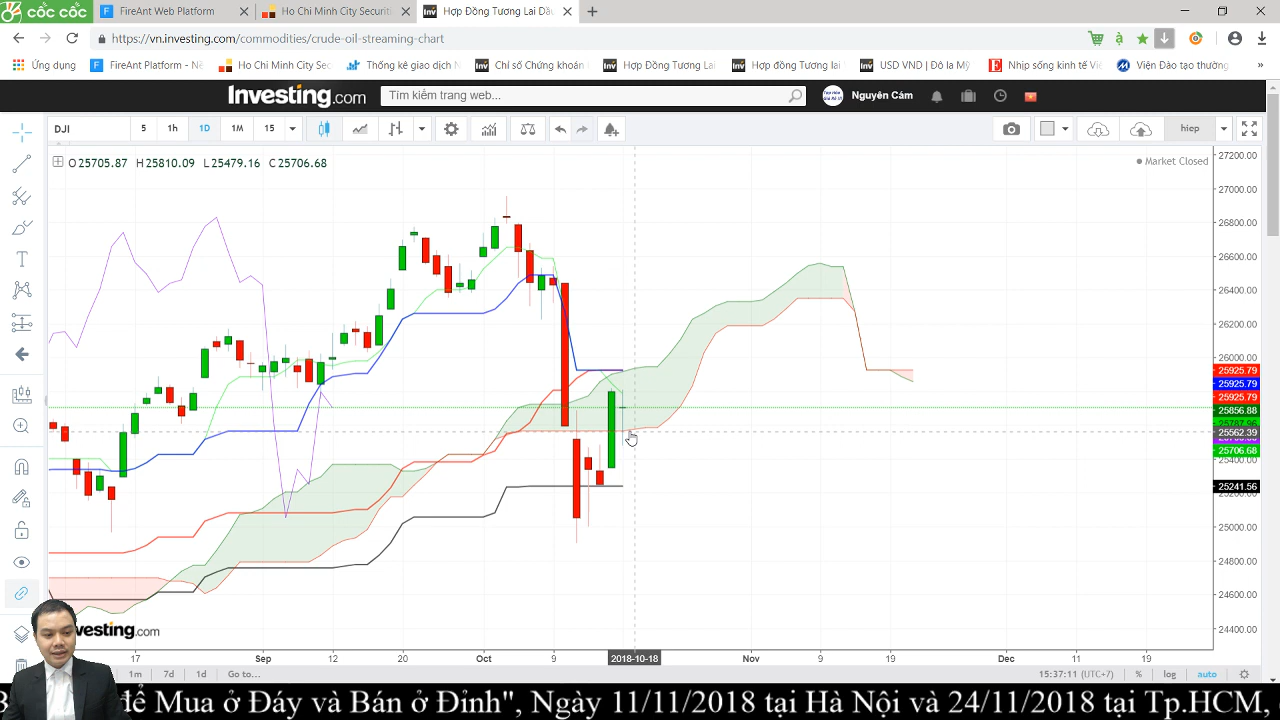 cốc cốc FireAnt Web Platform Ho Chi Minh City Securiti Hợp Đồng Tương Lai Dầu
https://vn.investing.com/commodities/crude-oil-streaming-chart
Ứng dụng FireAnt Platform - Nề Ho Chi Minh City Sec Thống kê giao dịch N Chỉ số Chứng khoán Hợp Đồng Tương Lai Hợp đồng tương lai USD VND | Đô la Mỹ Nhịp sống kinh tế Vi Viện Đào tạo thường »
Investing.com Tìm kiếm trang web... Nguyên Cẩm
DJI 5 1h 1D 1M 15 hiep
O 25705.87 H 25810.09 L 25479.16 C 25706.68 Market Closed
27200.00
27000.00
26800.00
26600.00
26400.00
26200.00
26000.00
25925.79
25925.79
25925.79
25856.88
25562.39
25706.68
25400.00
25241.56
25200.00
25000.00
24800.00
24600.00
24400.00
Investing.com
17 Sep 12 20 Oct 9 2018-10-18 Nov 9 19 Dec 11 19
1m 7d 1d Go to... 15:37:11 (UTC+7) % log auto
để Mua ở Đáy và Bán ở Đỉnh", Ngày 11/11/2018 tại Hà Nội và 24/11/2018 tại Tp.HCM,